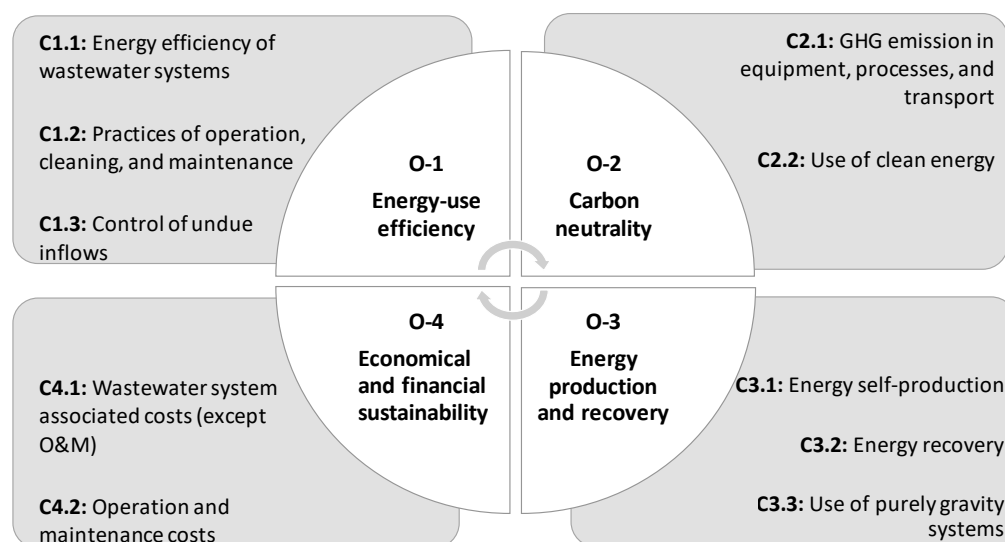 C1.1: Energy efficiency of
wastewater systems
C1.2: Practices of operation,
cleaning, and maintenance
C1.3: Control of undue
inflows
O-1
Energy-use
efficiency
O-2
Carbon
neutrality
C2.1: GHG emission in
equipment, processes, and
transport
C2.2: Use of clean energy
C4.1: Wastewater system
associated costs (except
O&M)
C4.2: Operation and
maintenance costs
O-4
Economical
and financial
sustainability
O-3
Energy
production
and recovery
C3.1: Energy self-production
C3.2: Energy recovery
C3.3: Use of purely gravity
systems